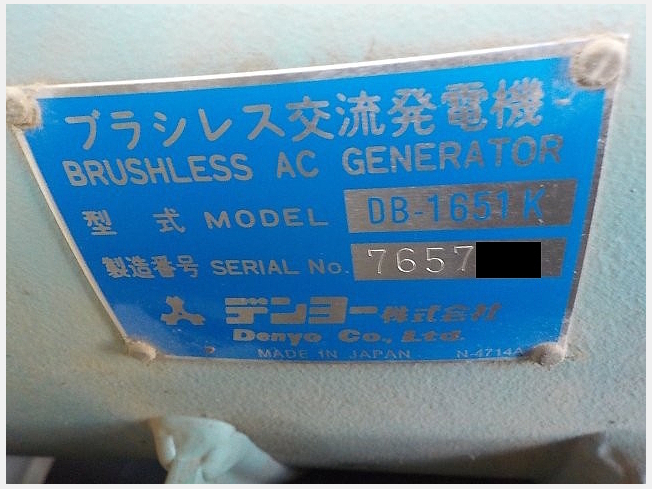 ブラシレス交流発電機
BRUSHLESS AC GENERATOR
型 式 MODEL DB-1651K
製造番号 SERIAL No. 7657
デンヨー株式会社
Denyo Co., Ltd.
MADE IN JAPAN N-4714A